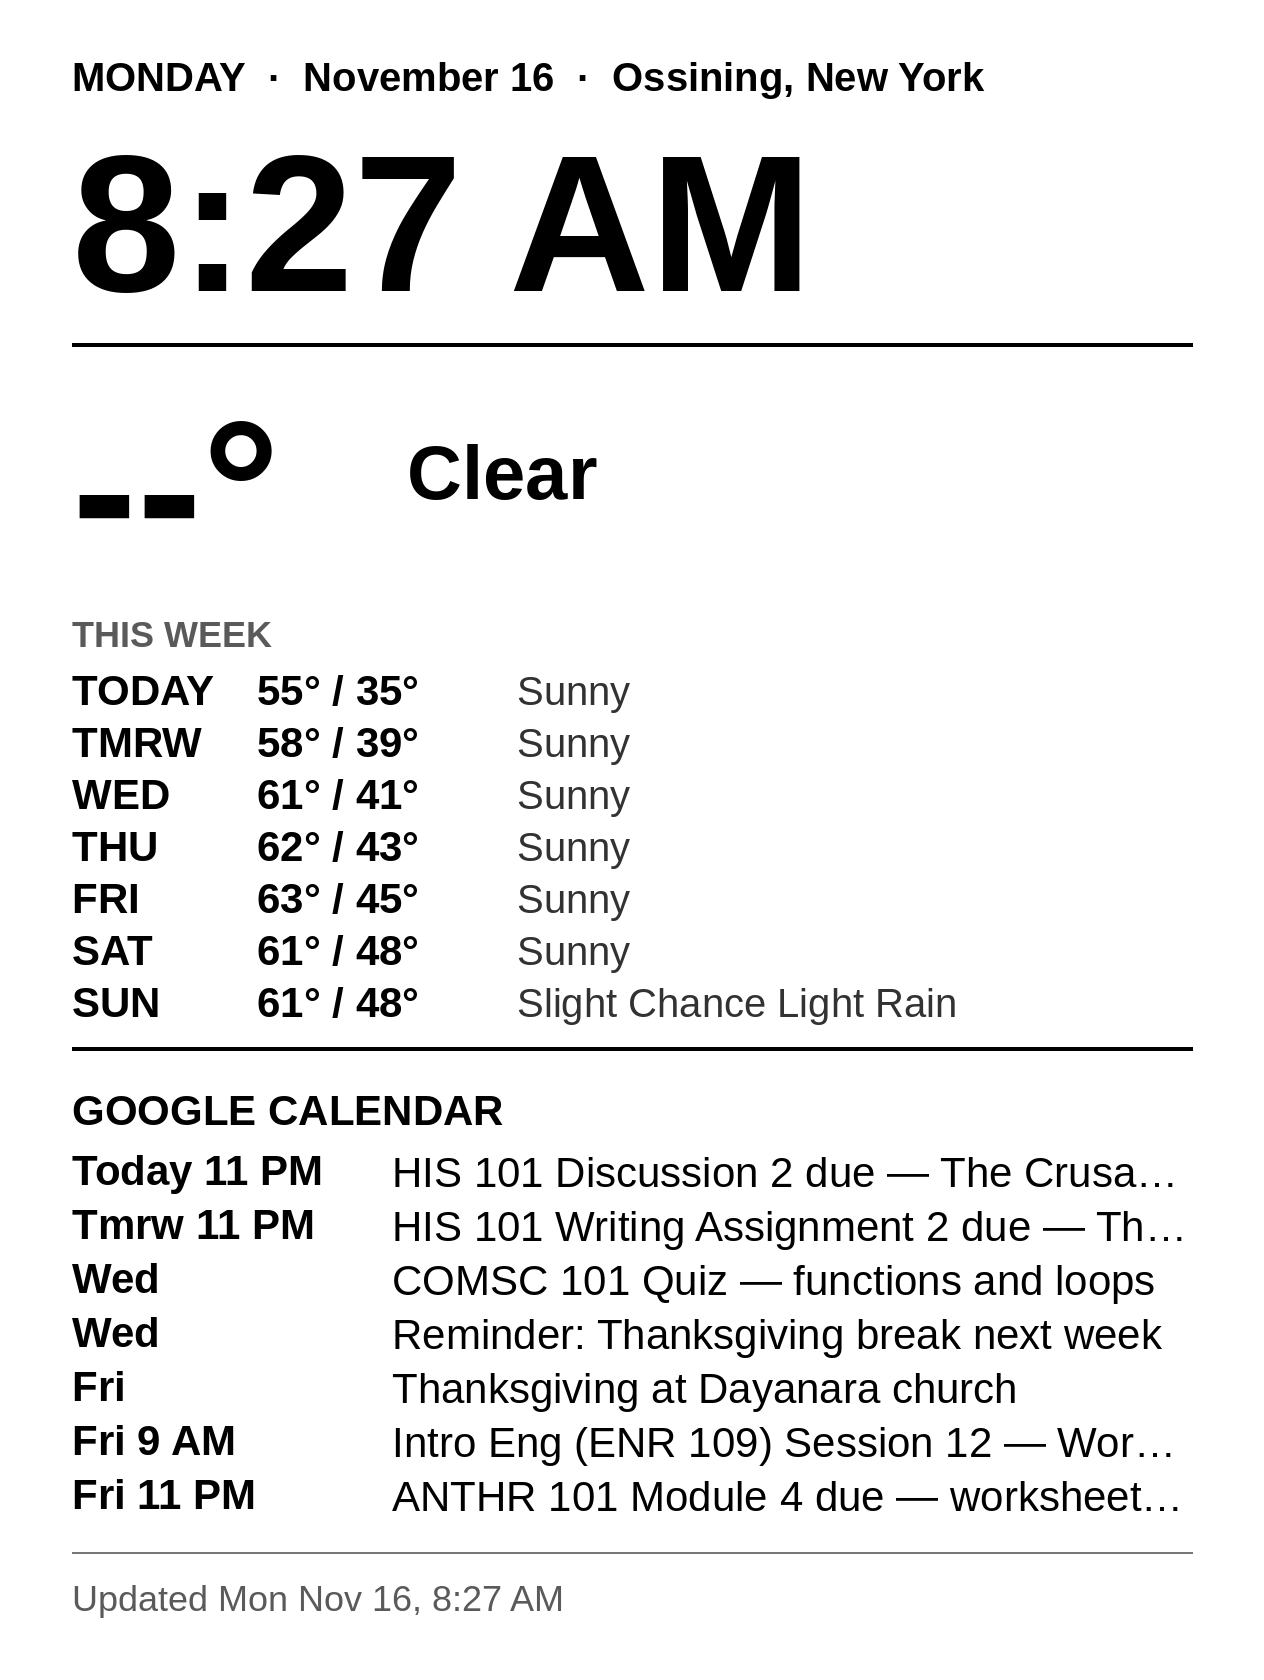 MONDAY · November 16 · Ossining, New York
8:27 AM
--° Clear
THIS WEEK
TODAY 55° / 35° Sunny
TMRW 58° / 39° Sunny
WED 61° / 41° Sunny
THU 62° / 43° Sunny
FRI 63° / 45° Sunny
SAT 61° / 48° Sunny
SUN 61° / 48° Slight Chance Light Rain
GOOGLE CALENDAR
Today 11 PM HIS 101 Discussion 2 due — The Crusa…
Tmrw 11 PM HIS 101 Writing Assignment 2 due — Th…
Wed COMSC 101 Quiz — functions and loops
Wed Reminder: Thanksgiving break next week
Fri Thanksgiving at Dayanara church
Fri 9 AM Intro Eng (ENR 109) Session 12 — Wor…
Fri 11 PM ANTHR 101 Module 4 due — worksheet…
Updated Mon Nov 16, 8:27 AM